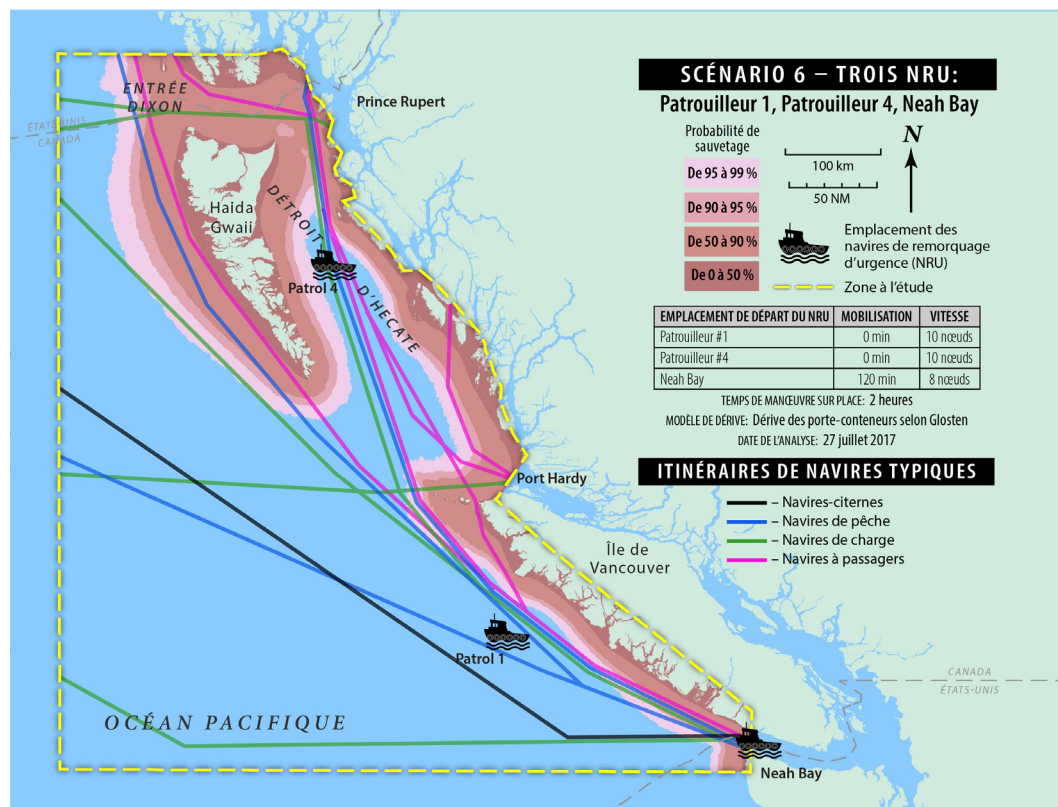 SCÉNARIO 6 – TROIS NRU:
Patrouilleur 1, Patrouilleur 4, Neah Bay
Probabilité de
sauvetage
De 95 à 99 %
De 90 à 95 %
De 50 à 90 %
De 0 à 50 %
100 km
50 NM
N
Emplacement des
navires de remorquage
d'urgence (NRU)
Zone à l'étude
EMPLACEMENT DE DÉPART DU NRU MOBILISATION VITESSE
Patrouilleur #1 0 min 10 nœuds
Patrouilleur #4 0 min 10 nœuds
Neah Bay 120 min 8 nœuds
TEMPS DE MANŒUVRE SUR PLACE: 2 heures
MODÈLE DE DÉRIVE: Dérive des porte-conteneurs selon Glosten
DATE DE L'ANALYSE: 27 juillet 2017
ITINÉRAIRES DE NAVIRES TYPIQUES
– Navires-citernes
– Navires de pêche
– Navires de charge
– Navires à passagers
ENTRÉE
DIXON
Prince Rupert
ÉTATS-UNIS
CANADA
Haida
Gwaii
DÉTROIT
D'HECATE
Patrol 4
Port Hardy
Île de
Vancouver
Patrol 1
CANADA
ÉTATS-UNIS
OCÉAN PACIFIQUE
Neah Bay